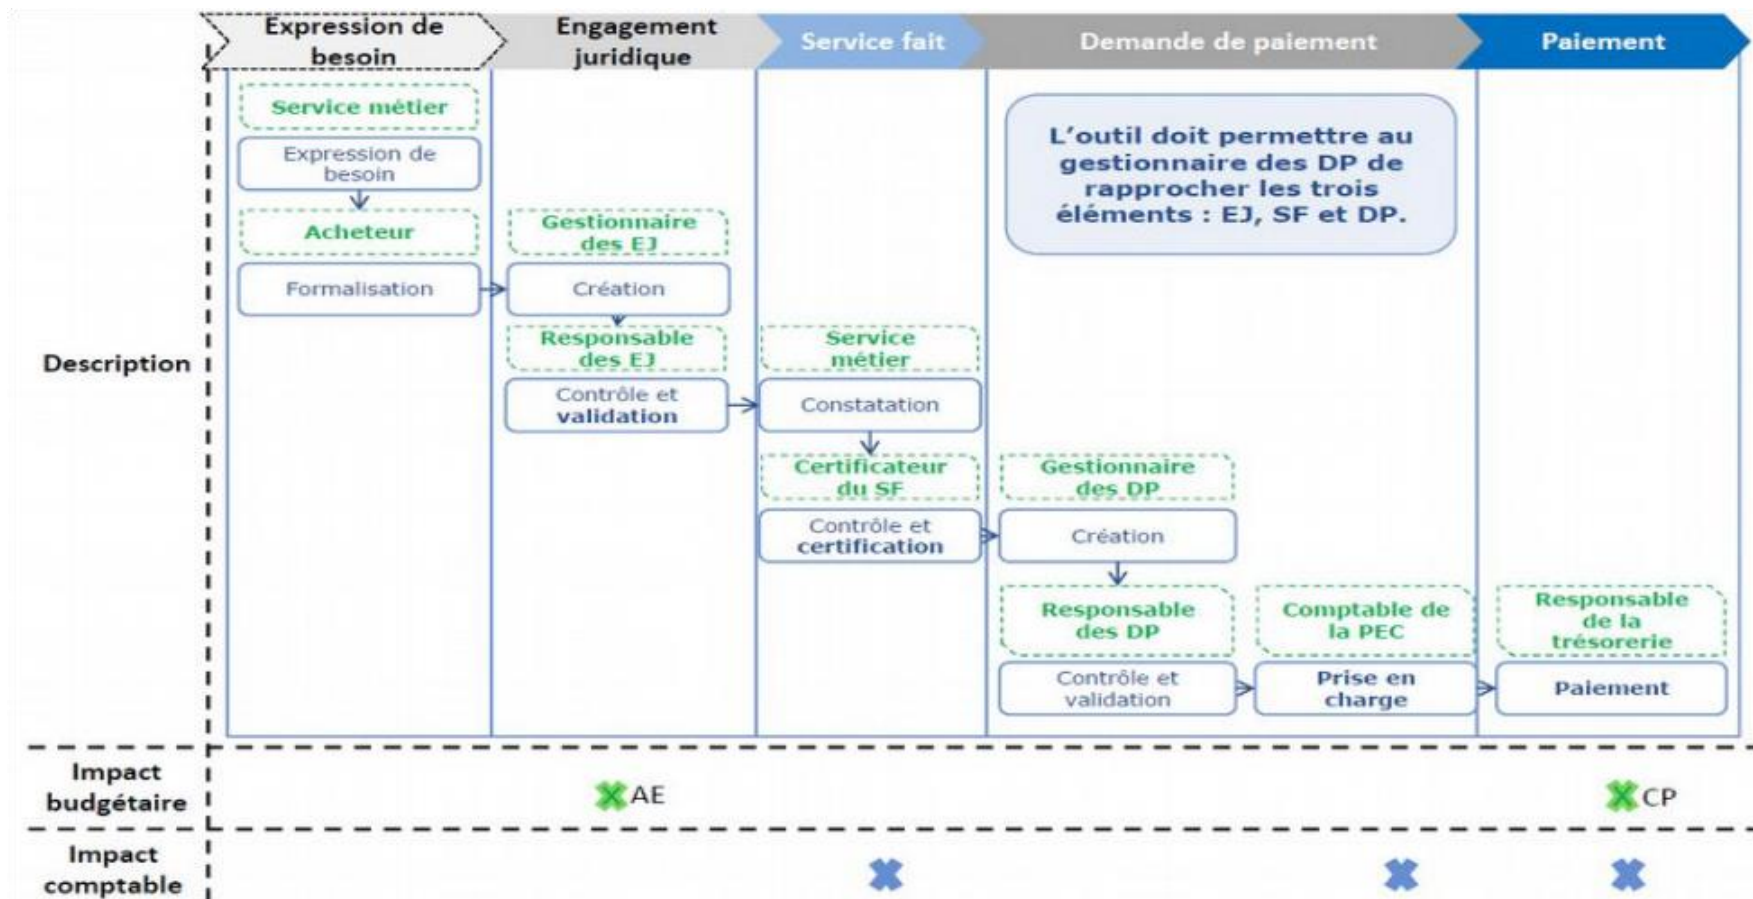 Expression de
besoin
Engagement
juridique
Service fait
Demande de paiement
Paiement
Description
Service métier
Expression de
besoin
Acheteur
Formalisation
Gestionnaire
des EJ
Création
Responsable
des EJ
Contrôle et
validation
Service
métier
Constatation
Certificateur
du SF
Contrôle et
certification
L'outil doit permettre au
gestionnaire des DP de
rapprocher les trois
éléments : EJ, SF et DP.
Gestionnaire
des DP
Création
Responsable
des DP
Contrôle et
validation
Comptable de
la PEC
Prise en
charge
Responsable
de la
trésorerie
Paiement
Impact
budgétaire
AE
CP
Impact
comptable